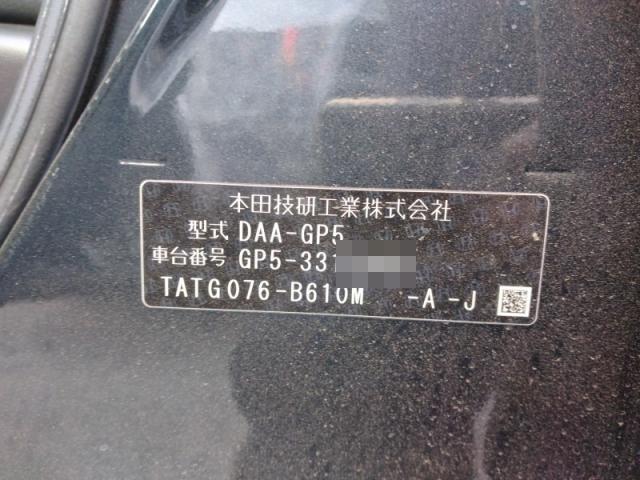 本田技研工業株式会社
型式 DAA-GP5
車台番号 GP5-331
TATG076-B610M -A -J